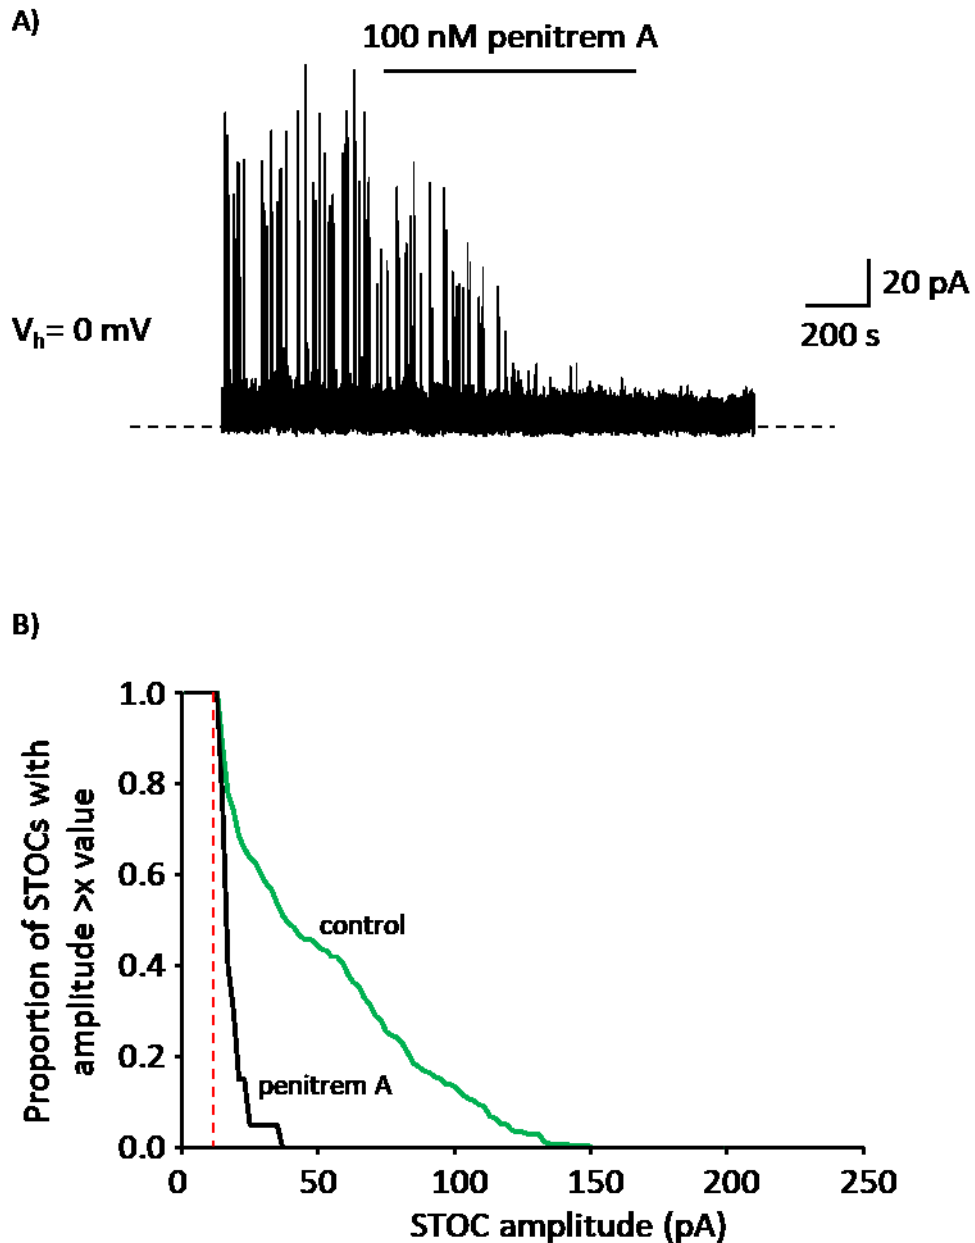 A)
100 nM penitrem A
20 pA
200 s
Vₕ= 0 mV
B)
Proportion of STOCs with
amplitude >x value
1.0
0.8
0.6
0.4
0.2
0.0
control
penitrem A
0 50 100 150 200 250
STOC amplitude (pA)